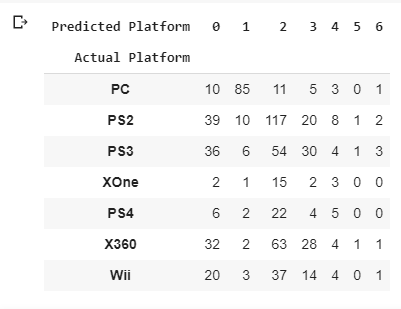 Predicted Platform 0 1 2 3 4 5 6
Actual Platform
PC 10 85 11 5 3 0 1
PS2 39 10 117 20 8 1 2
PS3 36 6 54 30 4 1 3
XOne 2 1 15 2 3 0 0
PS4 6 2 22 4 5 0 0
X360 32 2 63 28 4 1 1
Wii 20 3 37 14 4 0 1